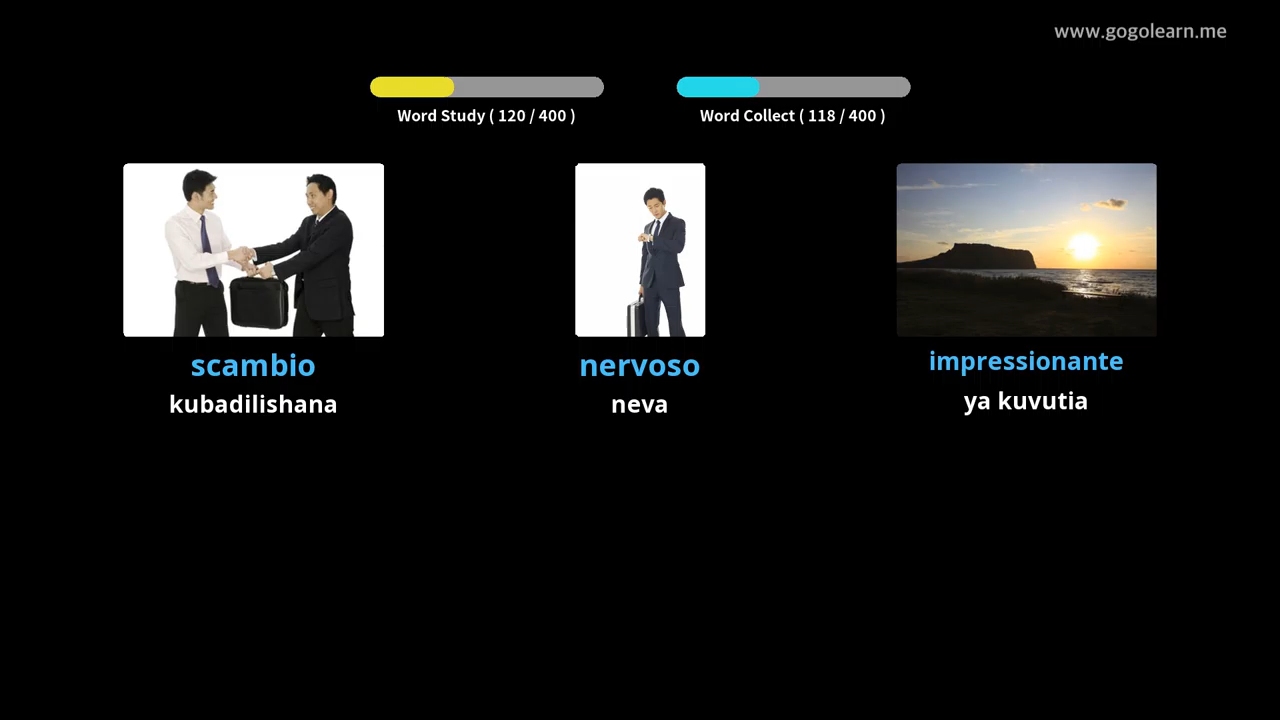 www.gogolearn.me
Word Study ( 120 / 400 )
Word Collect ( 118 / 400 )
scambio
kubadilishana
nervoso
neva
impressionante
ya kuvutia